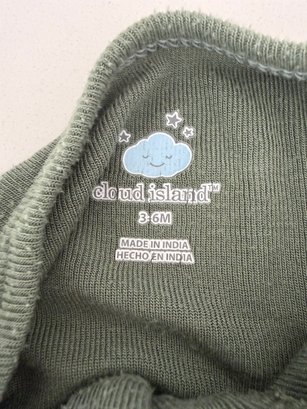 cloud island™
3-6M
MADE IN INDIA
HECHO EN INDIA